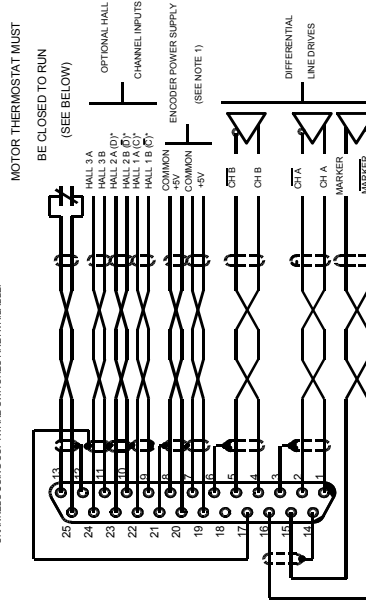 MOTOR THERMOSTAT MUST
BE CLOSED TO RUN
(SEE BELOW)
OPTIONAL HALL
CHANNEL INPUTS
ENCODER POWER SUPPLY
(SEE NOTE 1)
DIFFERENTIAL
LINE DRIVES
HALL 3 A
HALL 3 B
HALL 2 A (D)*
HALL 2 B (D̅)*
HALL 1 A (C)*
HALL 1 B (C̅)*
COMMON
+5V
COMMON
+5V
C̅H̅ B̅
CH B
C̅H̅ A̅
CH A
MARKER
M̅A̅R̅K̅E̅R̅
13
12
11
10
9
8
7
6
5
4
3
2
1
25
24
23
22
21
20
19
18
17
16
15
14